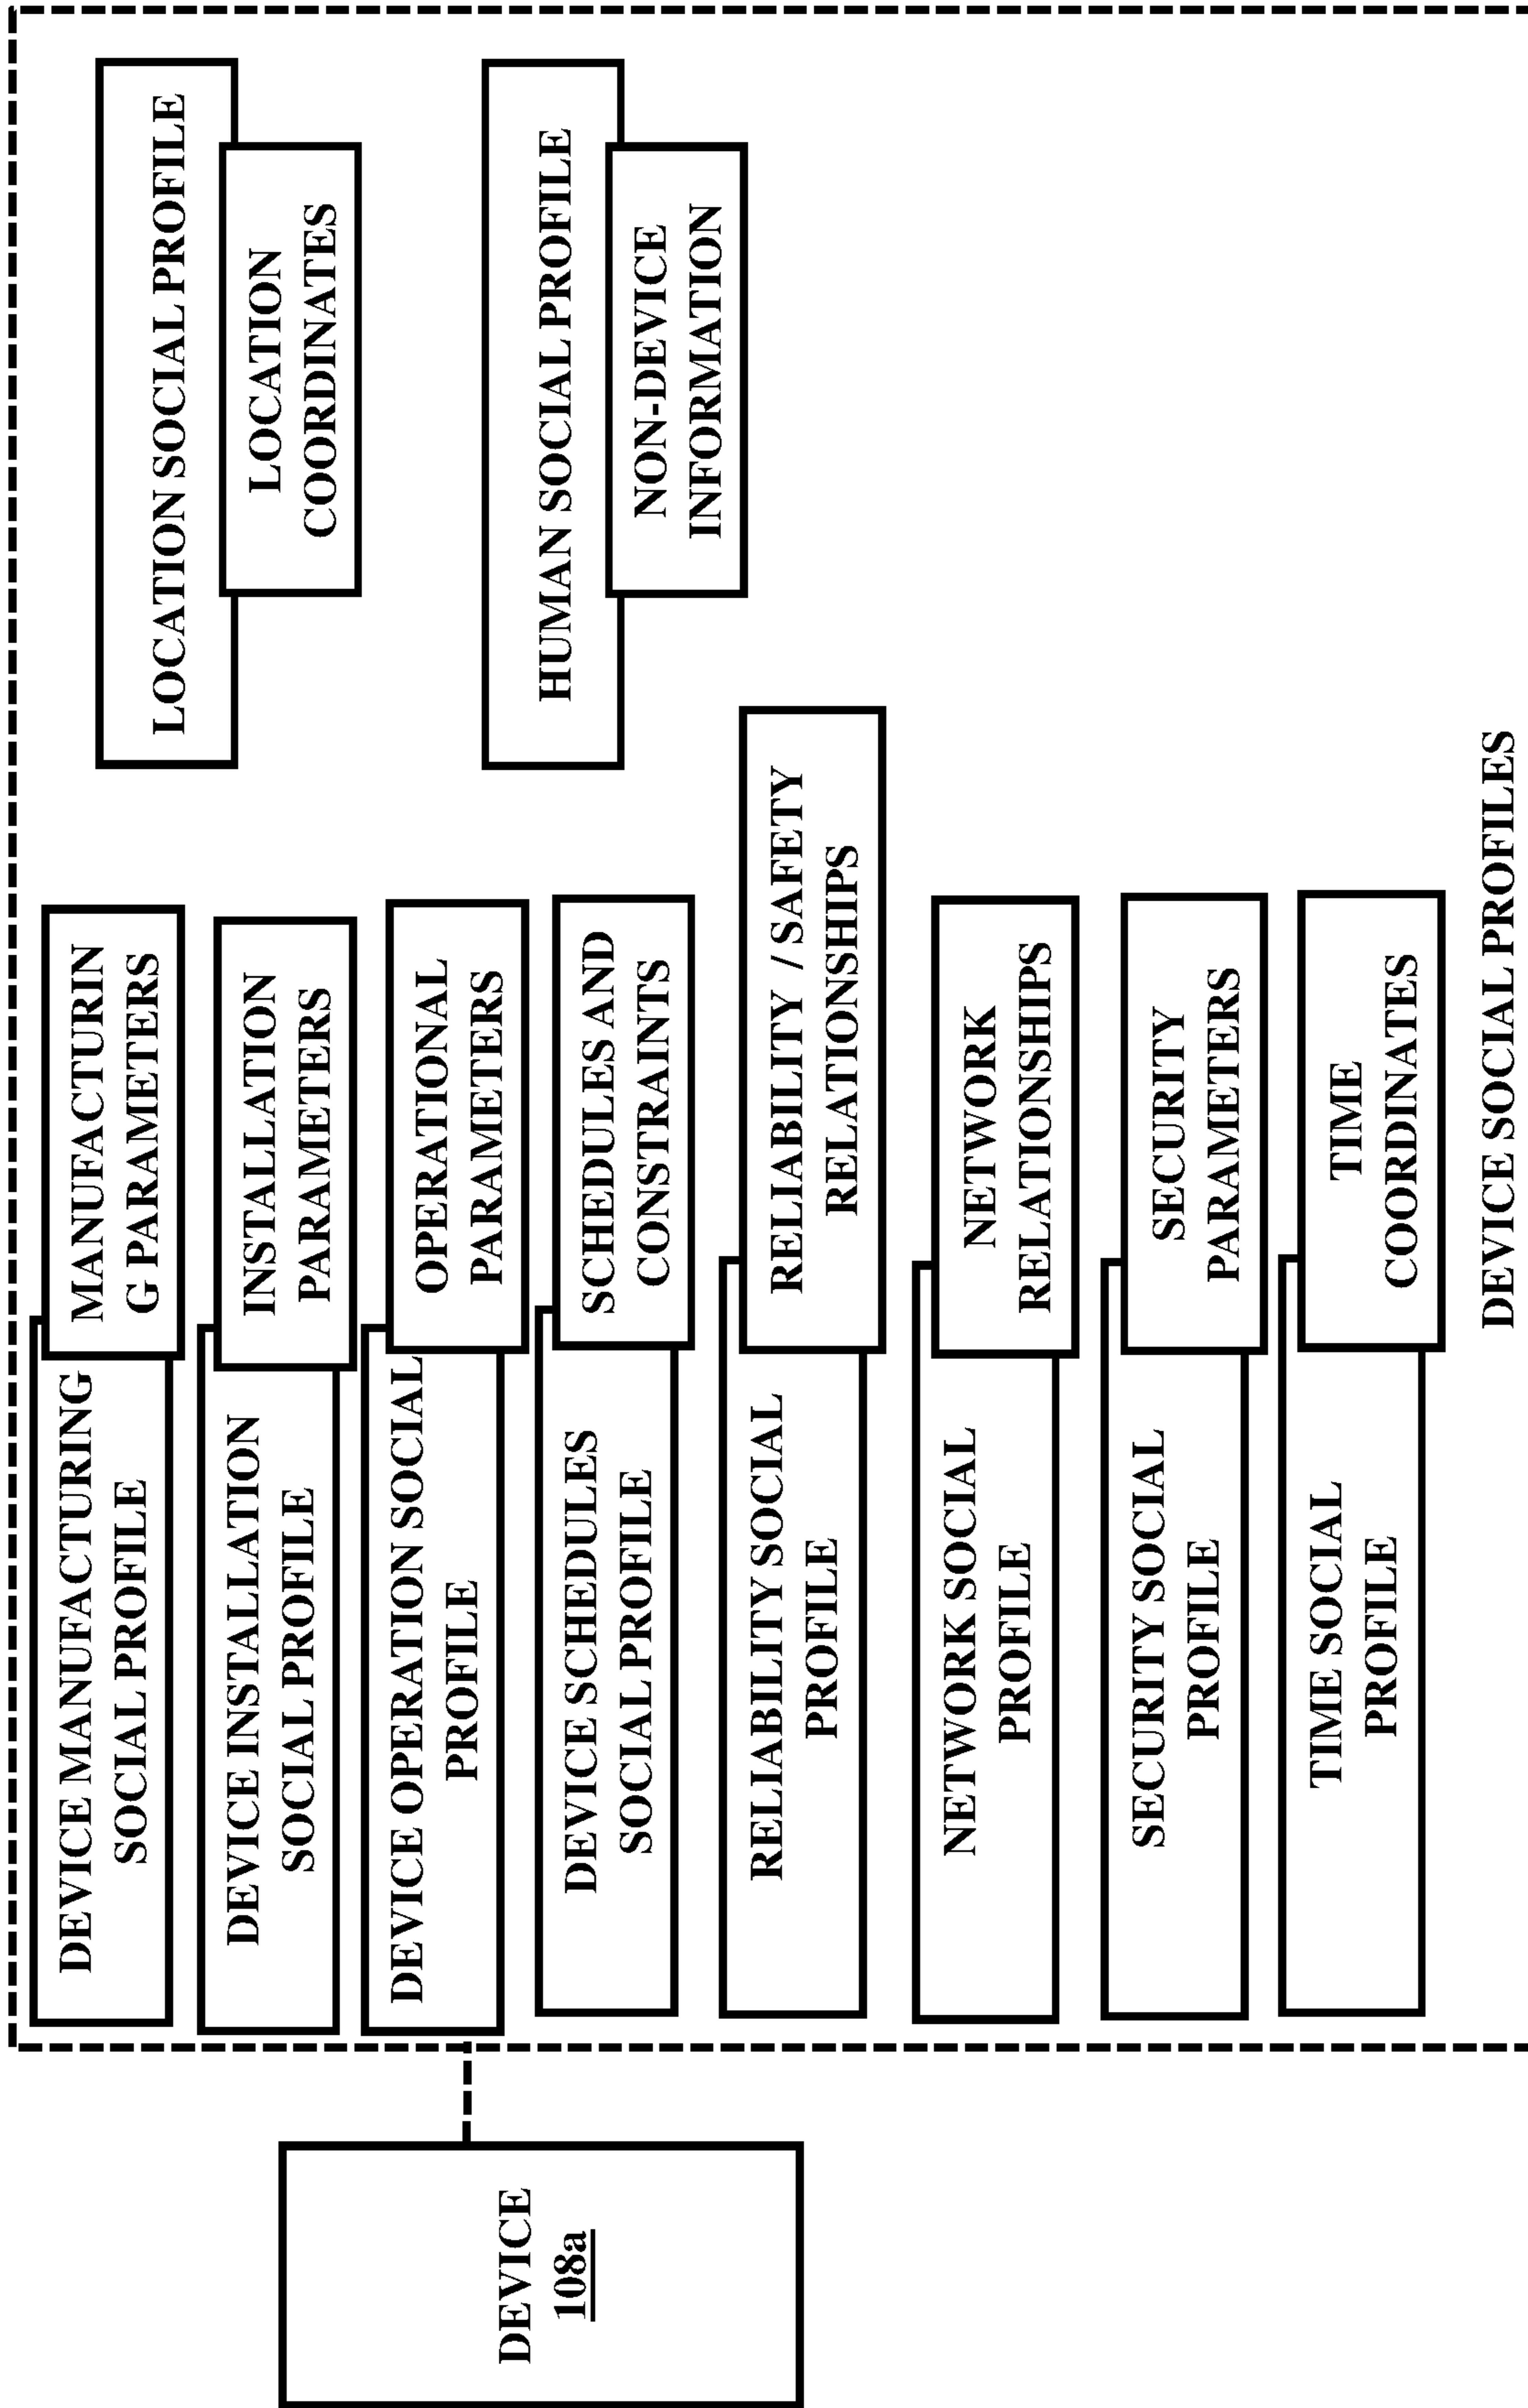 DEVICE
108a
DEVICE MANUFACTURING
SOCIAL PROFILE
MANUFACTURIN
G PARAMETERS
DEVICE INSTALLATION
SOCIAL PROFILE
INSTALLATION
PARAMETERS
DEVICE OPERATION SOCIAL
PROFILE
OPERATIONAL
PARAMETERS
DEVICE SCHEDULES
SOCIAL PROFILE
SCHEDULES AND
CONSTRAINTS
RELIABILITY SOCIAL
PROFILE
RELIABILITY / SAFETY
RELATIONSHIPS
NETWORK SOCIAL
PROFILE
NETWORK
RELATIONSHIPS
SECURITY SOCIAL
PROFILE
SECURITY
PARAMETERS
TIME SOCIAL
PROFILE
TIME
COORDINATES
LOCATION SOCIAL PROFILE
LOCATION
COORDINATES
HUMAN SOCIAL PROFILE
NON-DEVICE
INFORMATION
DEVICE SOCIAL PROFILES